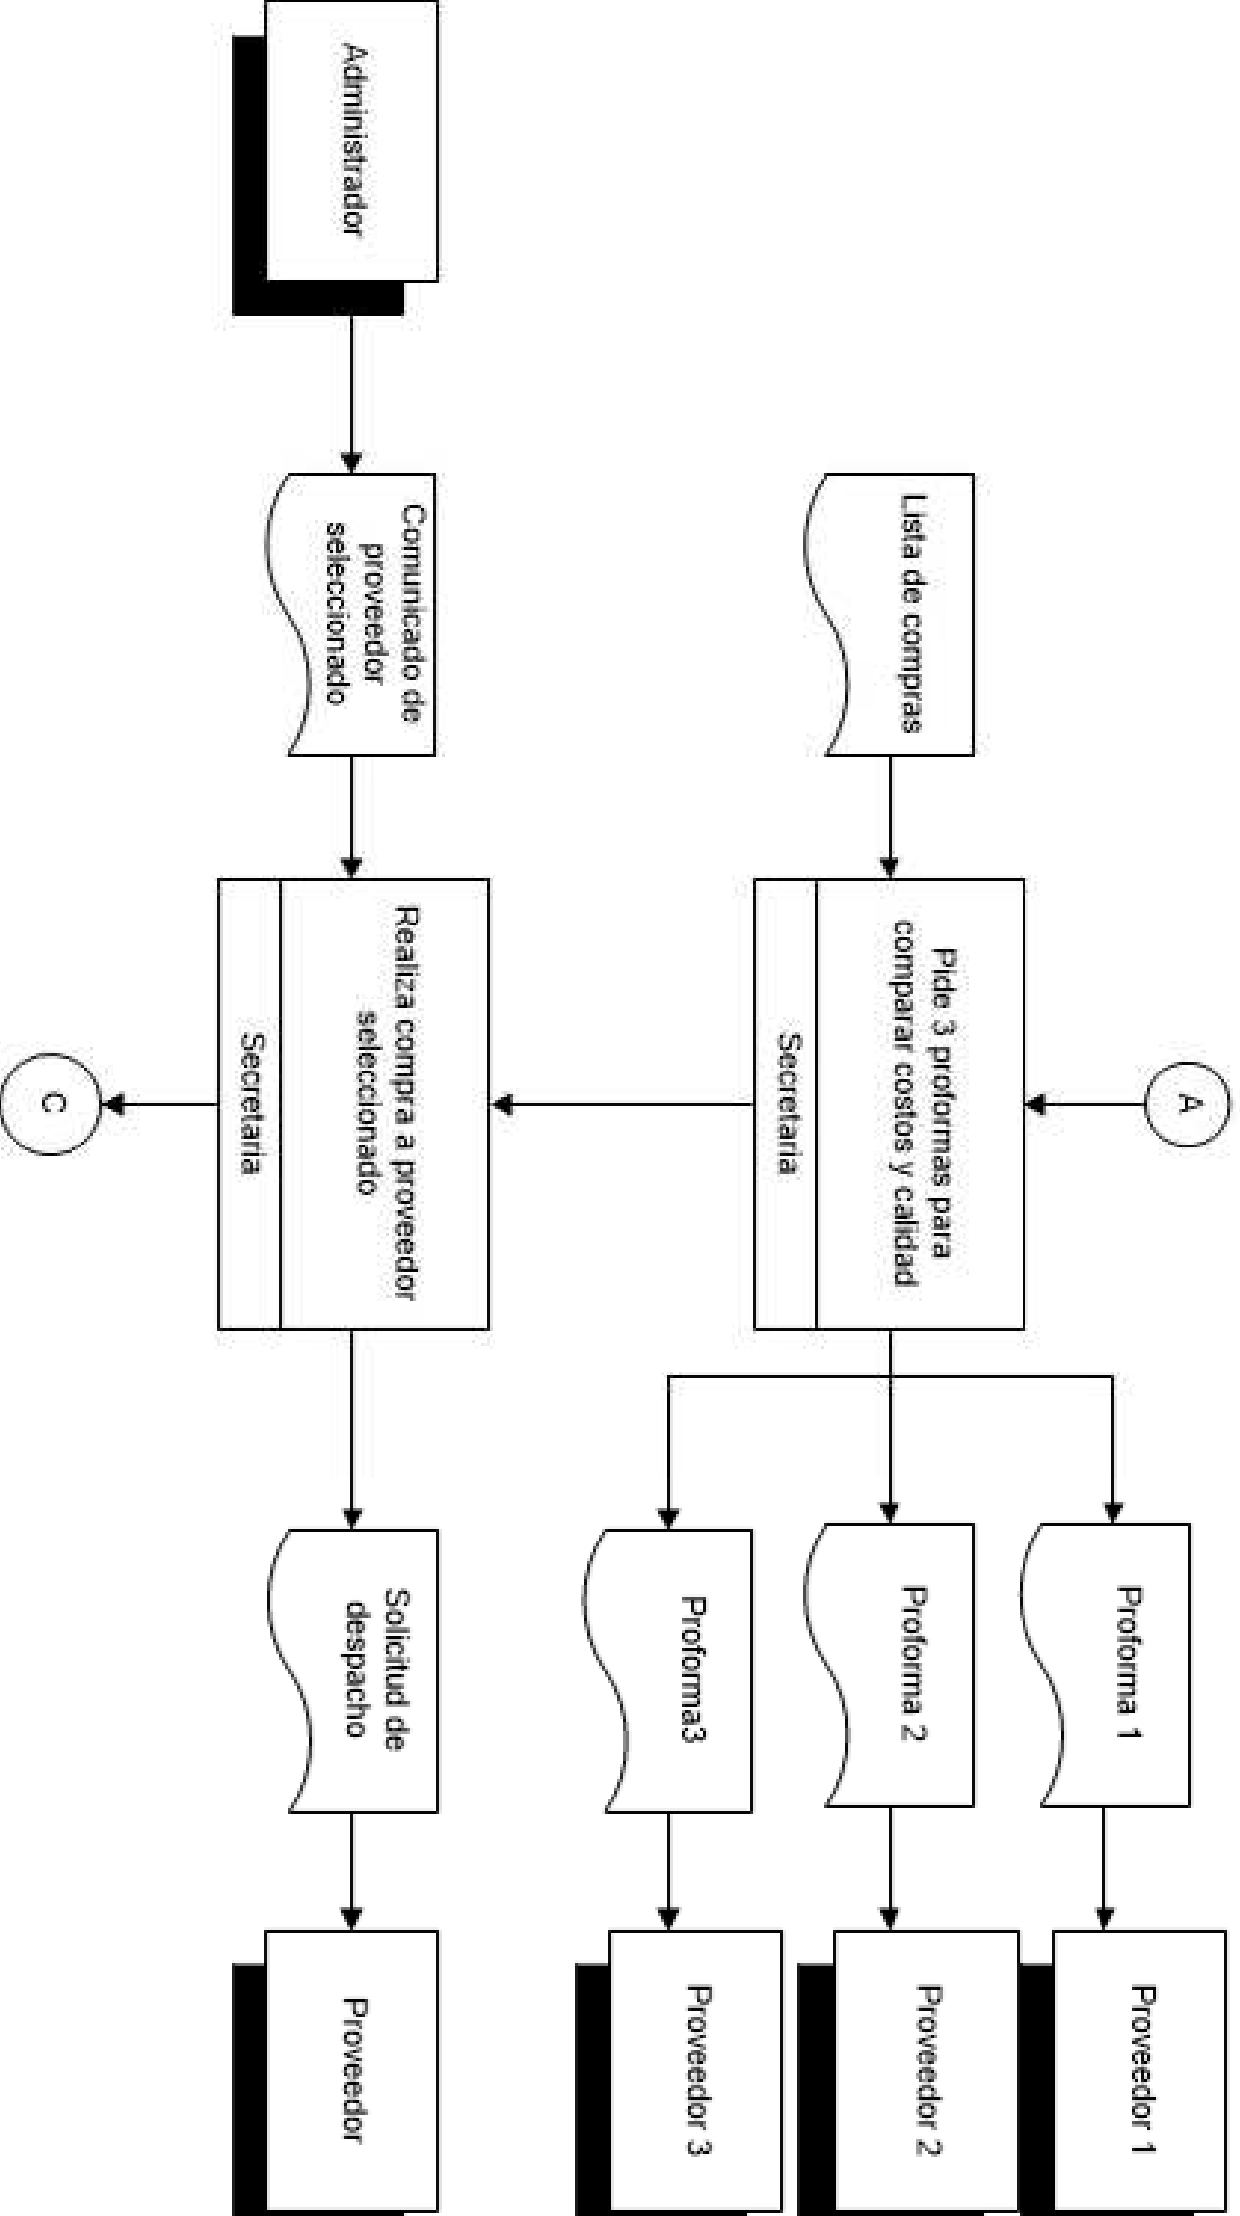 A
Lista de compras
Pide 3 proformas para
comparar costos y calidad
Secretaria
Proforma 1
Proveedor 1
Proforma 2
Proveedor 2
Proforma3
Proveedor 3
Administrador
Comunicado de
proveedor
seleccionado
Realiza compra a proveedor
seleccionado
Secretaria
Solicitud de
despacho
Proveedor
C